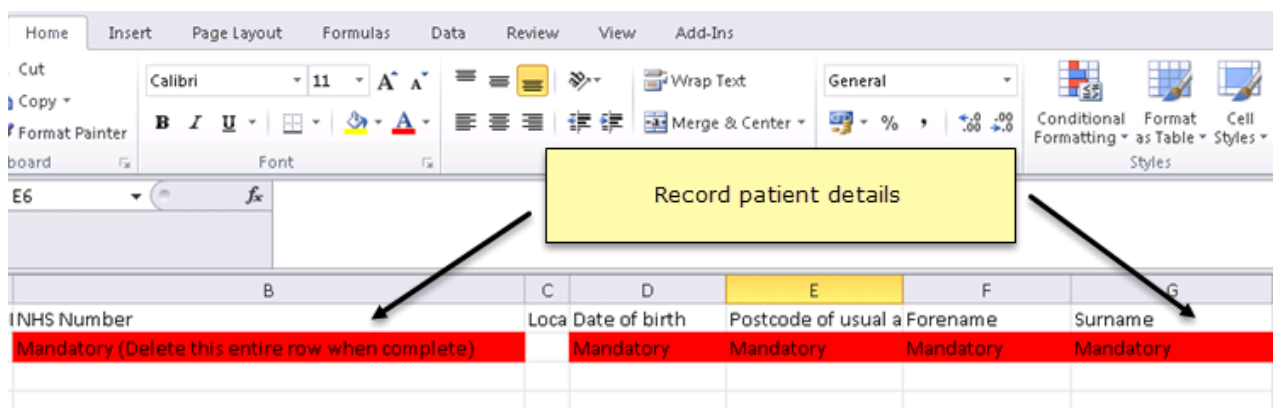 Home Insert Page Layout Formulas Data Review View Add-Ins
Cut
Copy
Format Painter
board
Calibri 11 A A
B I U A
Font
Wrap Text
Merge & Center
General
% , .00 .0
Conditional Formatting
Format as Table
Cell Styles
Styles
E6 fx
Record patient details
B C D E F G
NHS Number Loca Date of birth Postcode of usual a Forename Surname
Mandatory (Delete this entire row when complete) Mandatory Mandatory Mandatory Mandatory